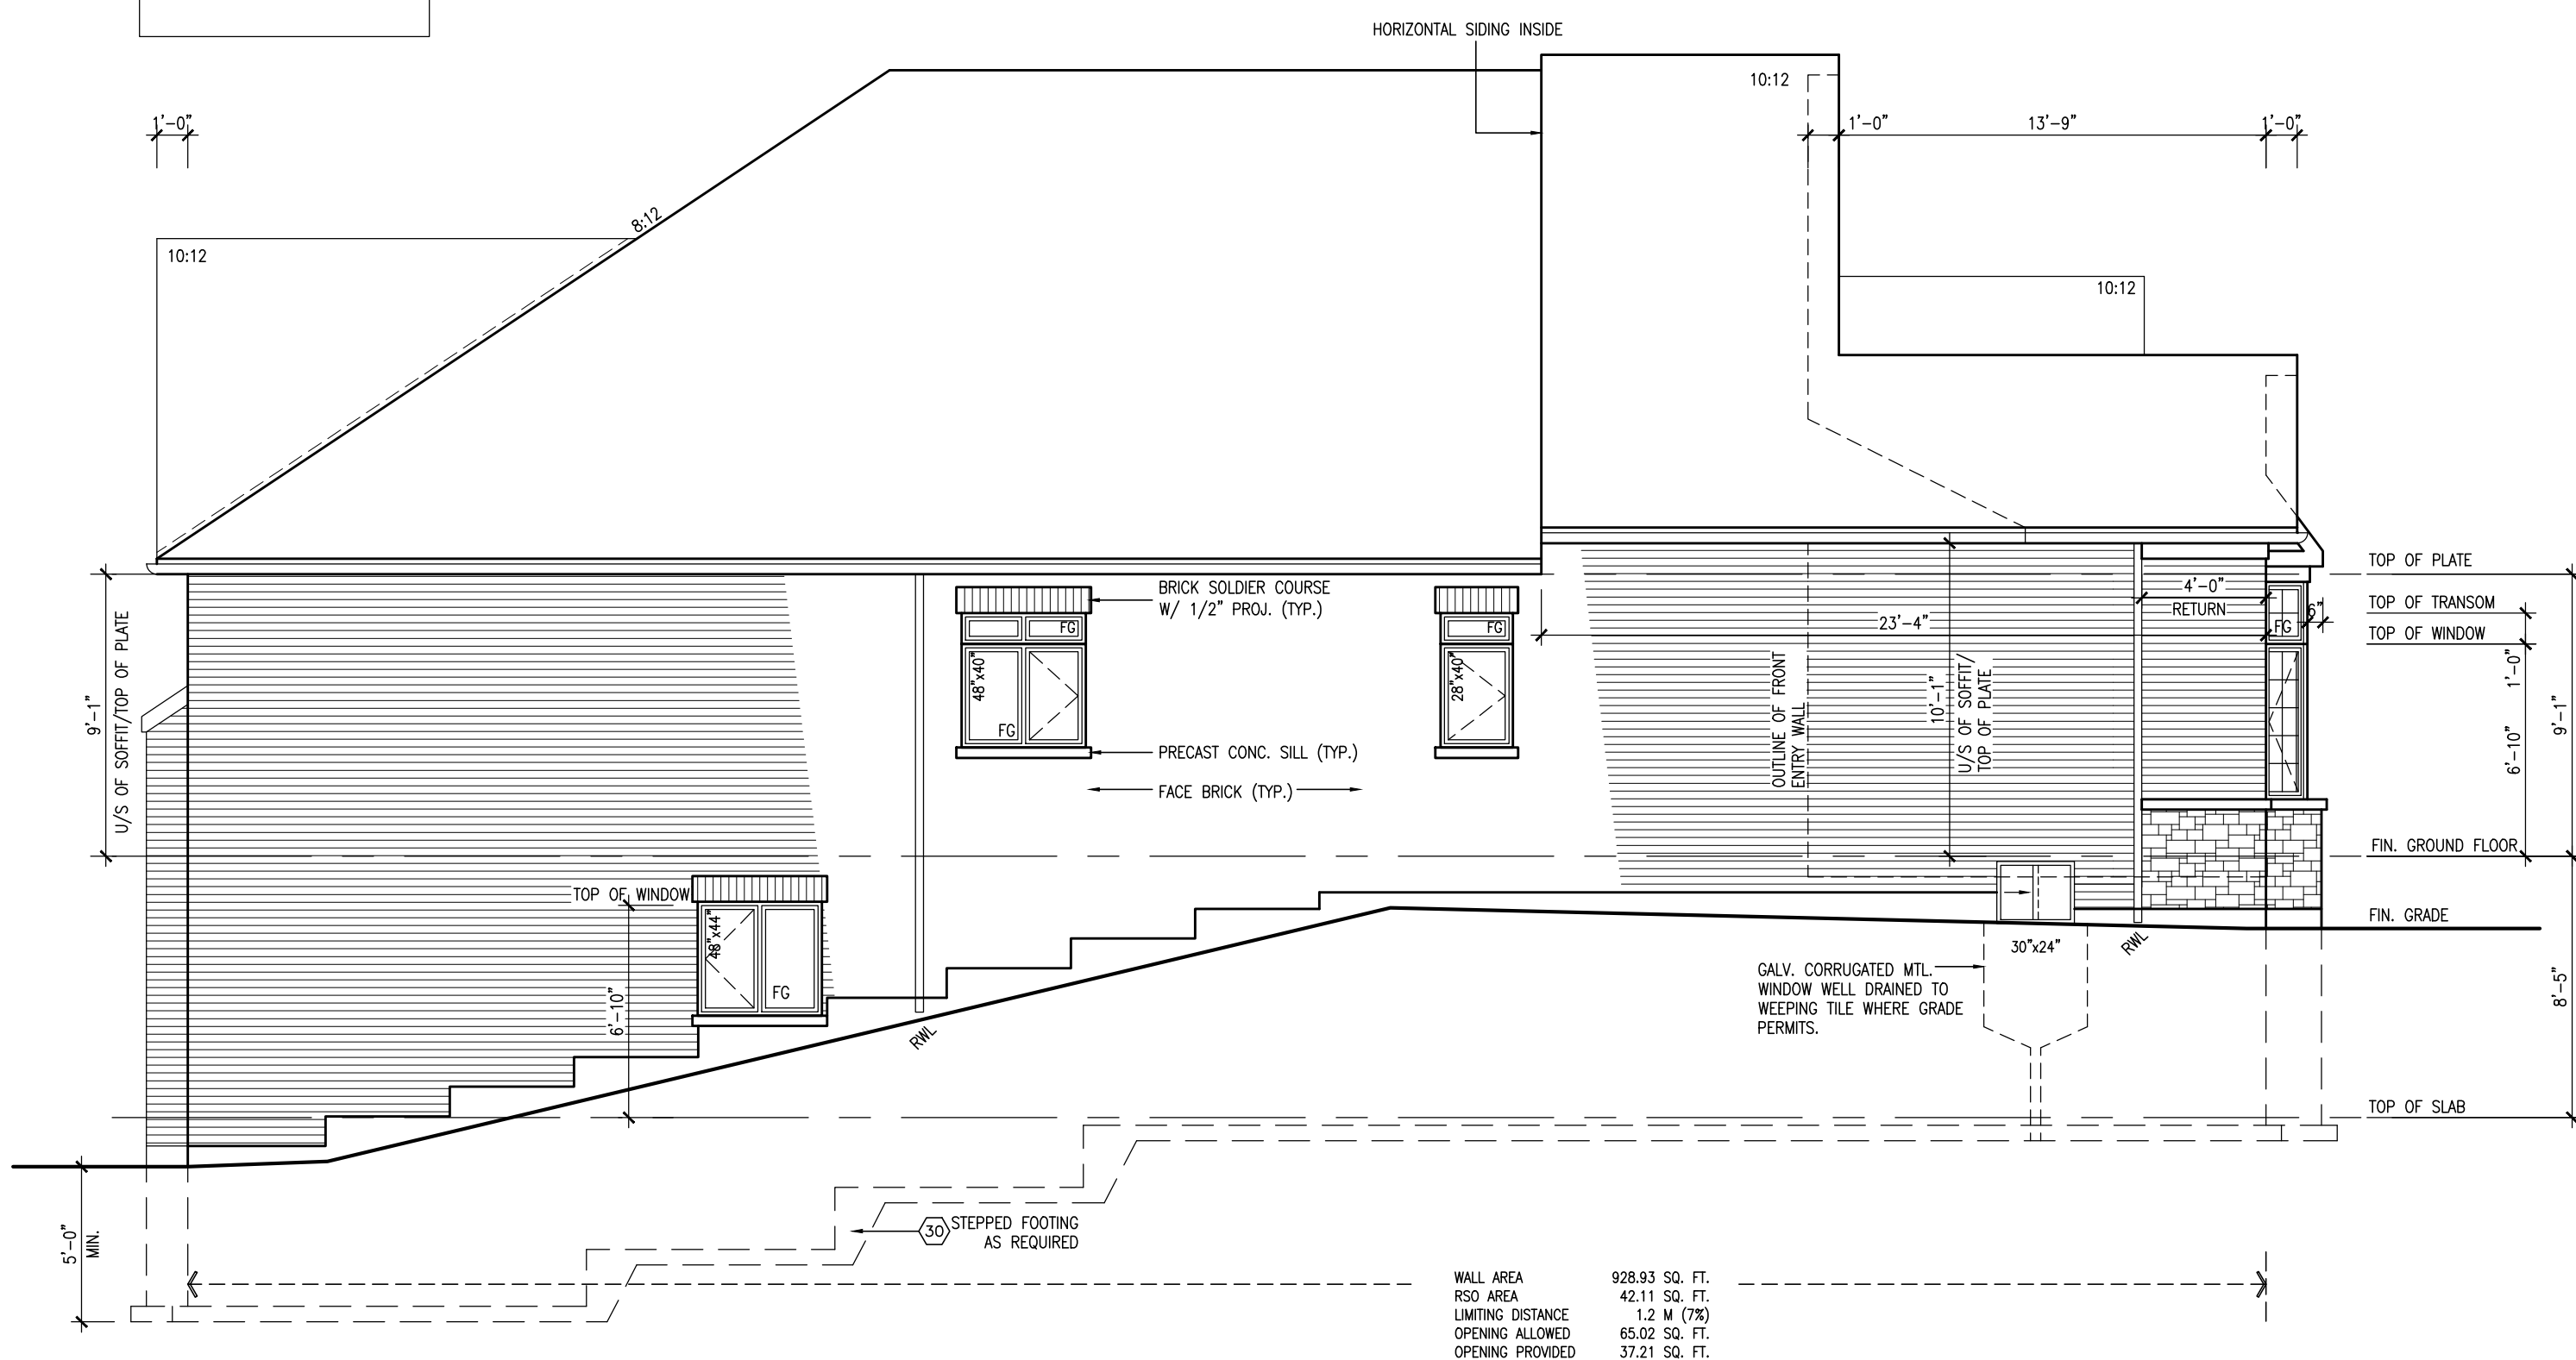 HORIZONTAL SIDING INSIDE
10:12
1'-0"
1'-0"
13'-9"
1'-0"
8:12
10:12
10:12
TOP OF PLATE
BRICK SOLDIER COURSE
W/ 1/2" PROJ. (TYP.)
4'-0"
RETURN
TOP OF TRANSOM
6"
FG
FG
23'-4"
FG
TOP OF WINDOW
9'-1"
U/S OF SOFFIT/TOP OF PLATE
48"x40"
FG
28"x40"
OUTLINE OF FRONT
ENTRY WALL
10'-1"
U/S OF SOFFIT/
TOP OF PLATE
1'-0"
6'-10"
9'-1"
PRECAST CONC. SILL (TYP.)
FACE BRICK (TYP.)
FIN. GROUND FLOOR
TOP OF WINDOW
48"x44"
FG
6'-10"
FIN. GRADE
30"x24"
RWL
RWL
GALV. CORRUGATED MTL.
WINDOW WELL DRAINED TO
WEEPING TILE WHERE GRADE
PERMITS.
8'-5"
TOP OF SLAB
5'-0"
MIN.
30
STEPPED FOOTING
AS REQUIRED
WALL AREA 928.93 SQ. FT.
RSO AREA 42.11 SQ. FT.
LIMITING DISTANCE 1.2 M (7%)
OPENING ALLOWED 65.02 SQ. FT.
OPENING PROVIDED 37.21 SQ. FT.